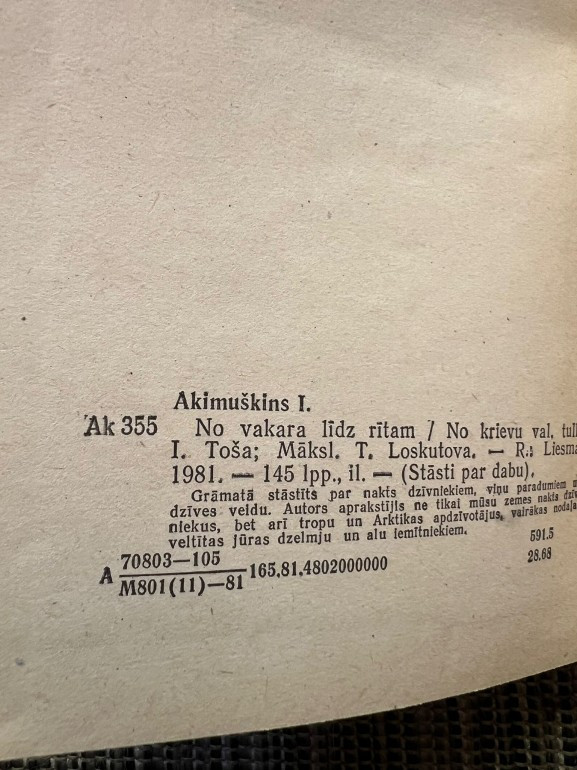 Akimuškins I.
Ak 355
No vakara līdz rītam / No krievu val. tulk
I. Toša; Māksl. T. Loskutova. — R.: Liesma
1981. — 145 lpp., il. — (Stāsti par dabu).
Grāmatā stāstīts par nakts dzīvniekiem, viņu paradumiem
dzīves veidu. Autors aprakstījis ne tikai mūsu zemes nakts
niekus, bet arī tropu un Arktikas apdzīvotājus, vairākas
veltītas jūras dzelmju un alu iemītniekiem.
591.5
28.68
A 70803—105
M801(11)—81 165.81.4802000000